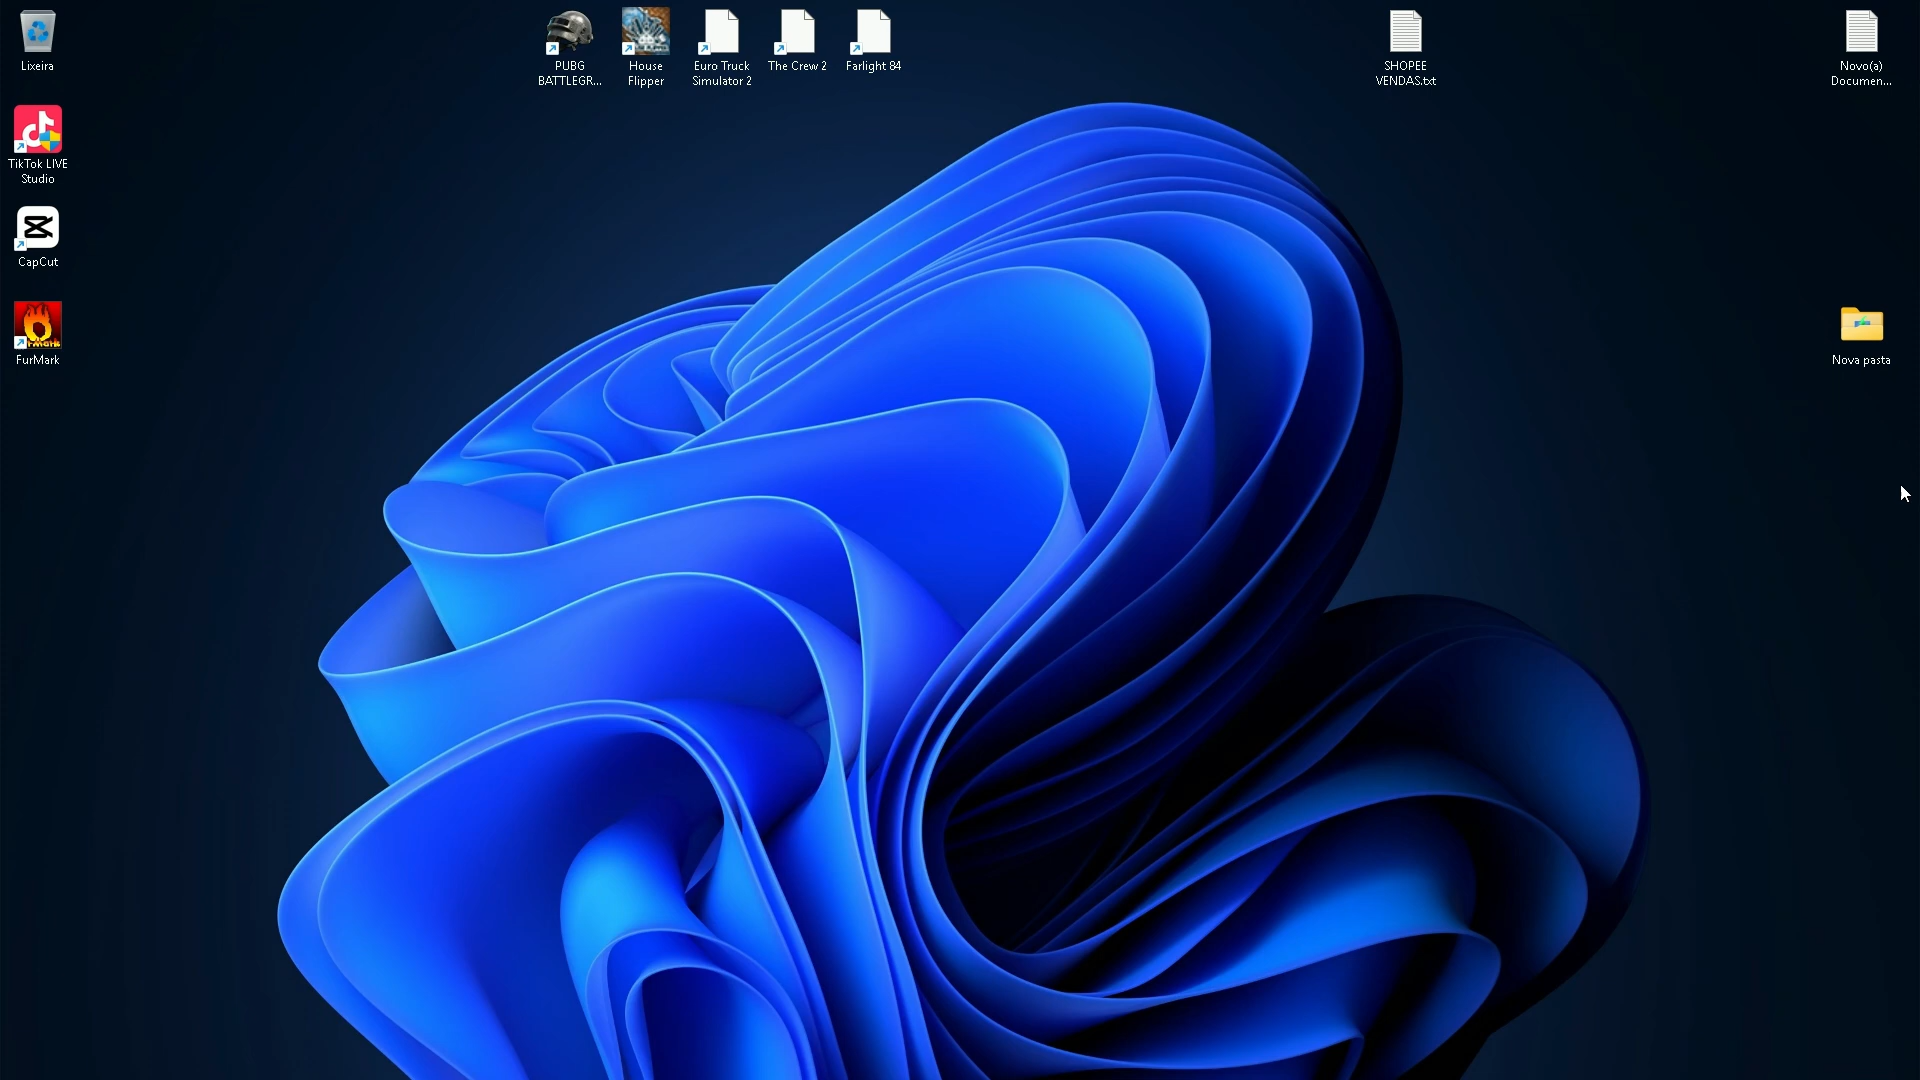 Lixeira
TikTok LIVE
Studio
CapCut
FurMark
PUBG
BATTLEGR...
House
Flipper
Euro Truck
Simulator 2
The Crew 2
Farlight 84
SHOPEE
VENDAS.txt
Novo(a)
Documen...
Nova pasta